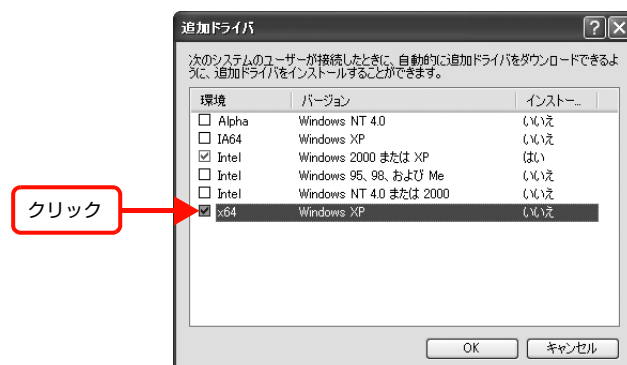 追加ドライバ
次のシステムのユーザーが接続したときに、自動的に追加ドライバをダウンロードできるよ
うに、追加ドライバをインストールすることができます。
環境 バージョン インストー...
Alpha Windows NT 4.0 いいえ
IA64 Windows XP いいえ
Intel Windows 2000 または XP はい
Intel Windows 95、98、および Me いいえ
Intel Windows NT 4.0 または 2000 いいえ
クリック
x64 Windows XP いいえ
OK キャンセル